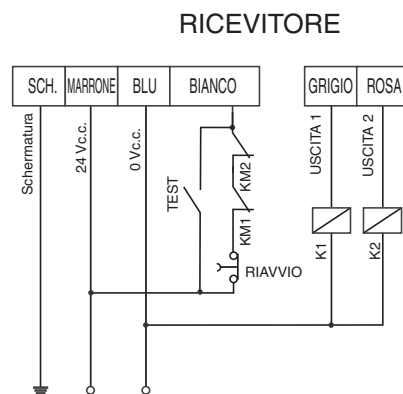 RICEVITORE
SCH. MARRONE BLU BIANCO GRIGIO ROSA
Schermatura
24 Vc.c.
0 Vc.c.
TEST
KM2
KM1
RIAVVIO
USCITA 1
USCITA 2
K1
K2